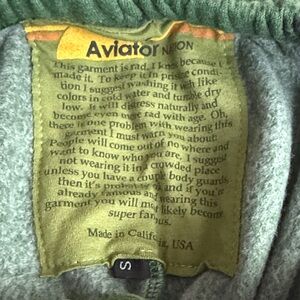 Aviator NATION
This garment is rad. I know because I
made it. To keep it in prime condi-
tion I suggest washing it with like
colors in cold water and tumble dry
low. It will distress naturally and
become even more rad with age. Oh,
there is one problem with wearing this
garment I must warn you about.
People will come out of no where and
want to know who you are. I suggest
not wearing it in a crowded place
unless you have a couple body guards,
then it's probably and if you're
already famous and wearing this
garment you will most likely become
super famous.
Made in California, USA
S